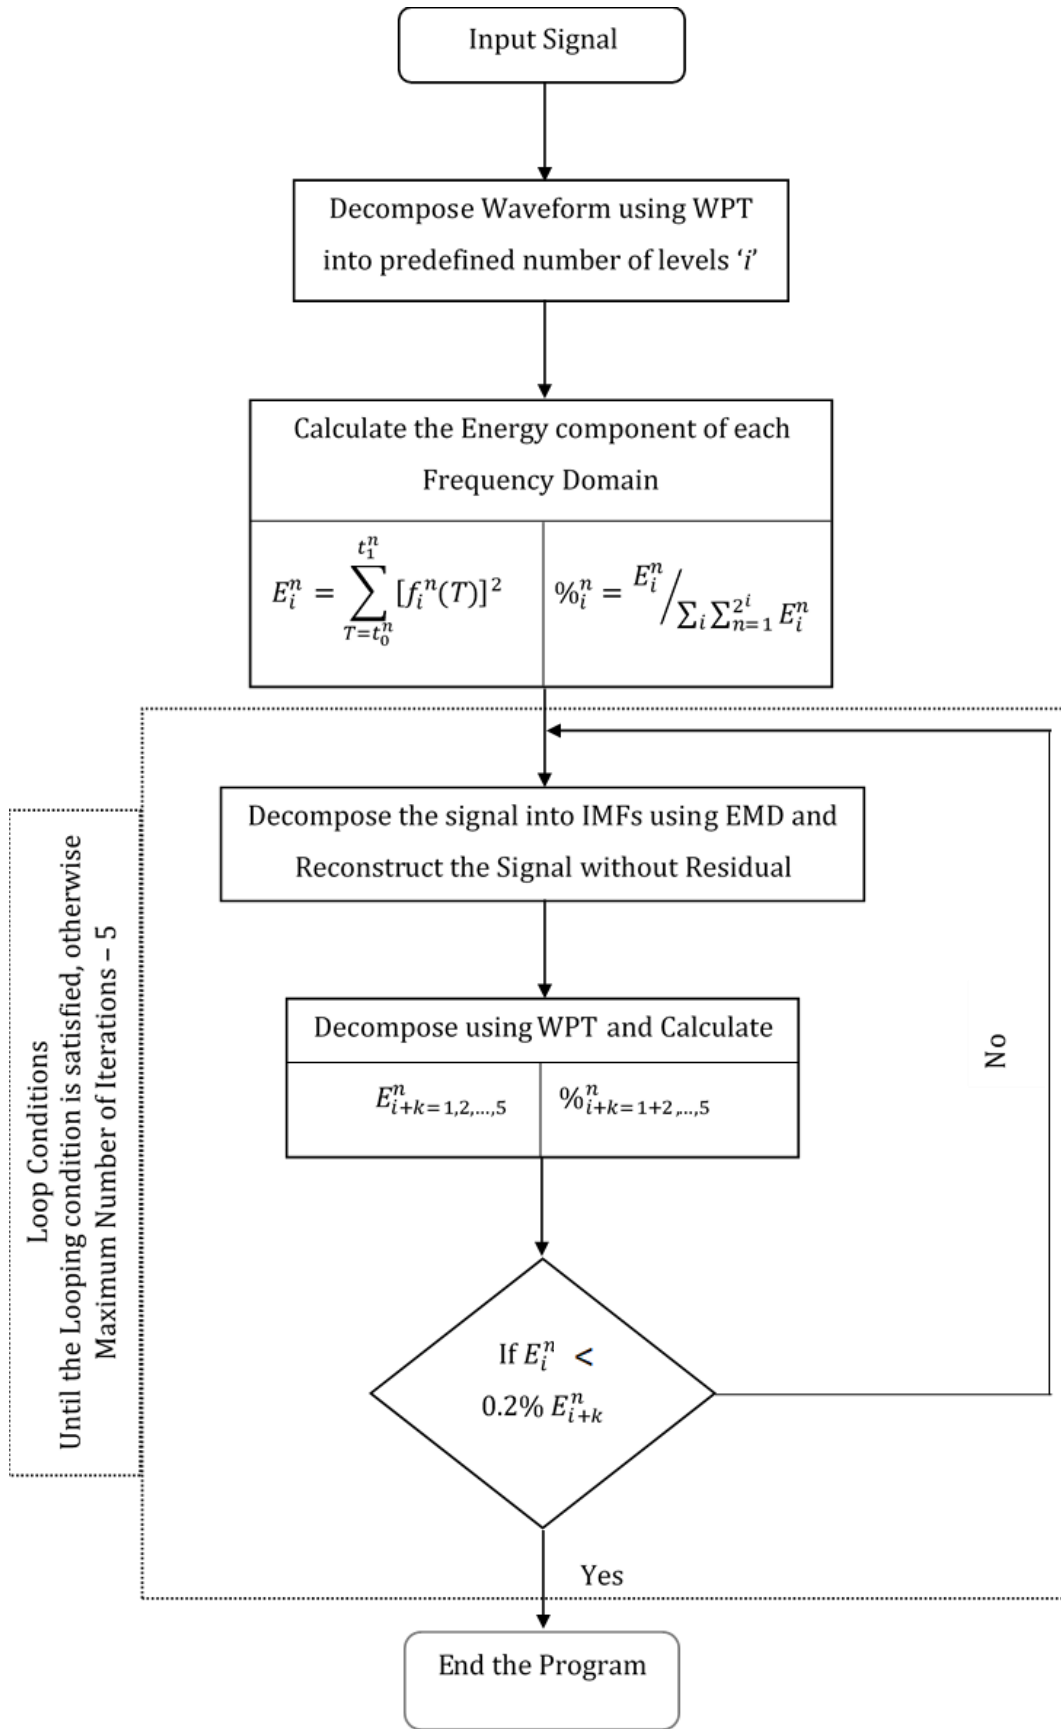 Input Signal
Decompose Waveform using WPT
into predefined number of levels ‘i’
Calculate the Energy component of each
Frequency Domain
E_i^n = ∑_{T=t_0^n}^{t_1^n} [f_i^n(T)]^2
%_i^n = E_i^n / ∑_i ∑_{n=1}^{2^i} E_i^n
Decompose the signal into IMFs using EMD and
Reconstruct the Signal without Residual
Decompose using WPT and Calculate
E_{i+k=1,2,...,5}^n
%_{i+k=1+2,...,5}^n
Loop Conditions
Until the Looping condition is satisfied, otherwise
Maximum Number of Iterations – 5
No
If E_i^n <
0.2% E_{i+k}^n
Yes
End the Program